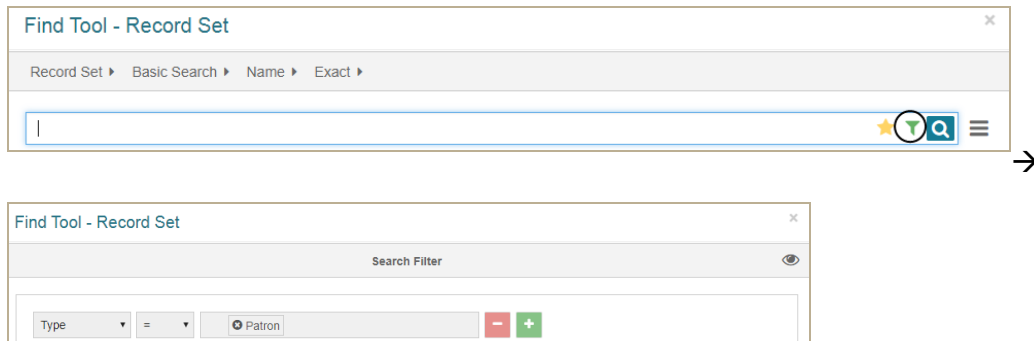 Find Tool - Record Set ×
Record Set ▸ Basic Search ▸ Name ▸ Exact ▸
→
Find Tool - Record Set ×
Search Filter
Type = Patron − +